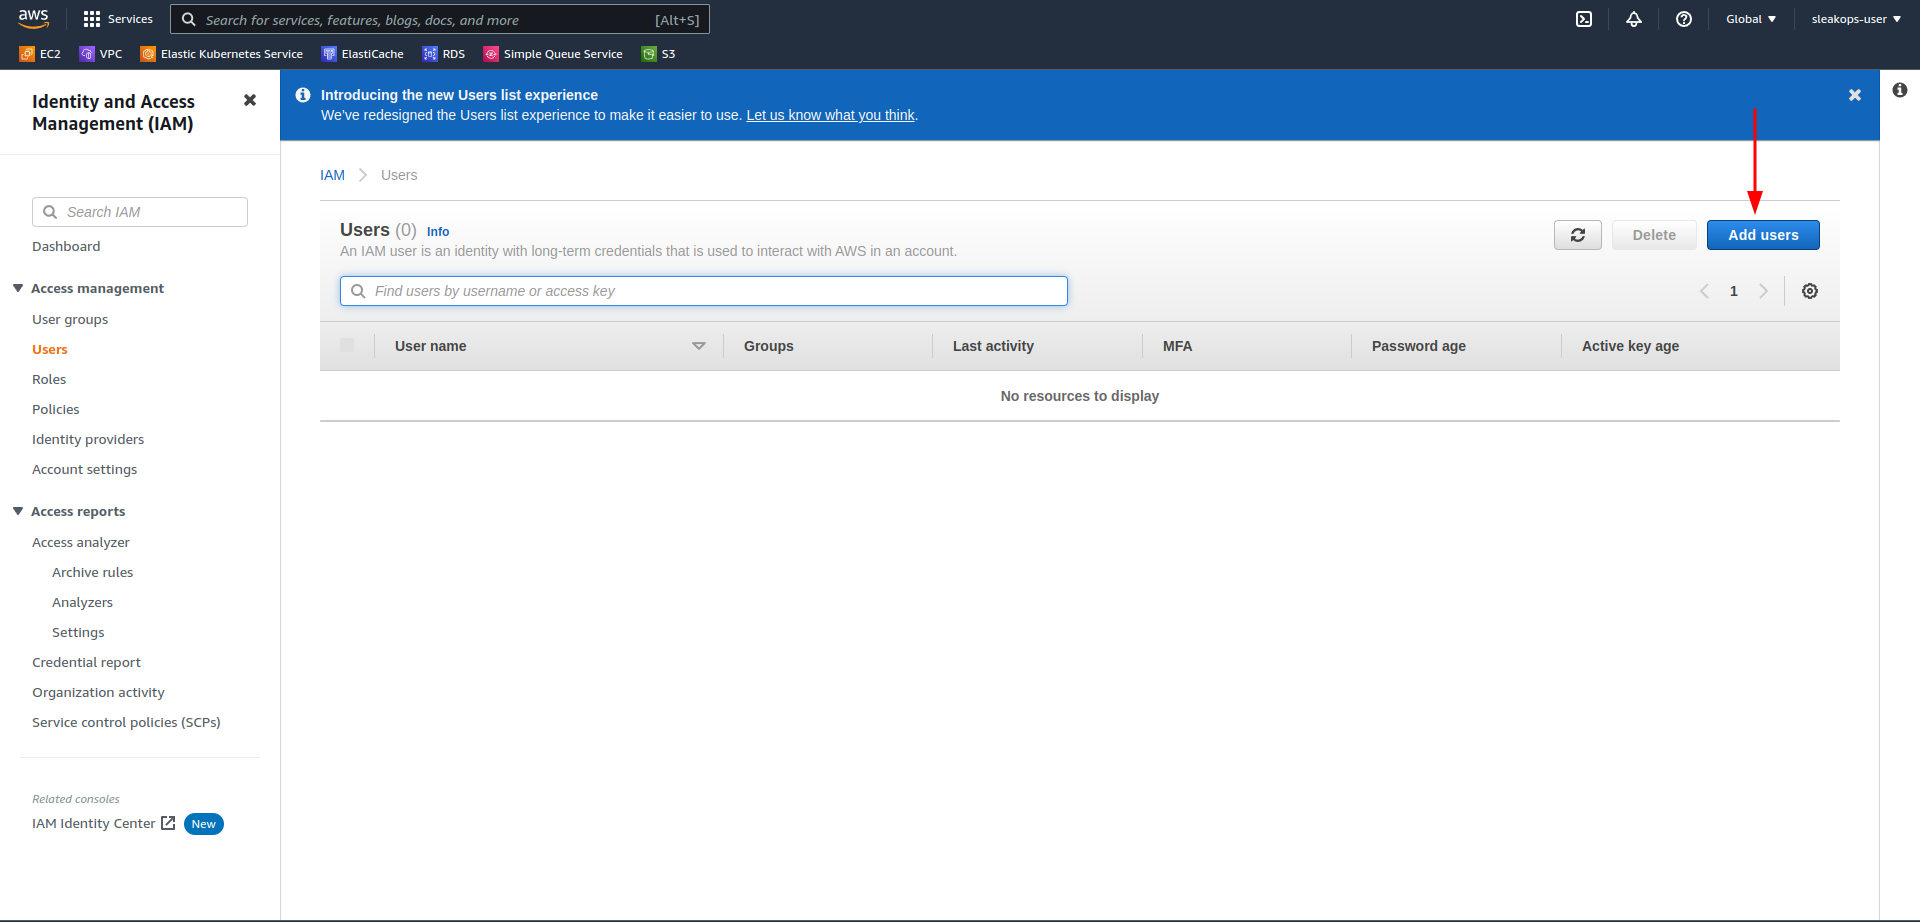 aws
Services
Search for services, features, blogs, docs, and more
[Alt+S]
Global
sleakops-user
EC2
VPC
Elastic Kubernetes Service
ElastiCache
RDS
Simple Queue Service
S3
Identity and Access
Management (IAM)
Search IAM
Dashboard
Access management
User groups
Users
Roles
Policies
Identity providers
Account settings
Access reports
Access analyzer
Archive rules
Analyzers
Settings
Credential report
Organization activity
Service control policies (SCPs)
Related consoles
IAM Identity Center
New
Introducing the new Users list experience
We've redesigned the Users list experience to make it easier to use. Let us know what you think.
IAM
Users
Users (0) Info
An IAM user is an identity with long-term credentials that is used to interact with AWS in an account.
Delete
Add users
Find users by username or access key
1
User name
Groups
Last activity
MFA
Password age
Active key age
No resources to display